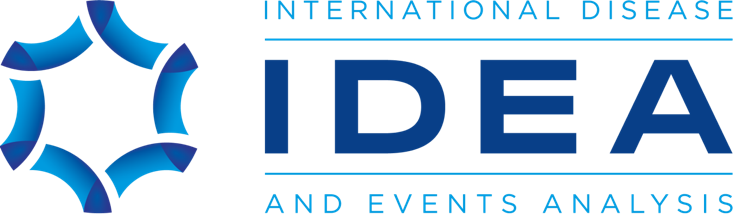 INTERNATIONAL DISEASE
IDEA
AND EVENTS ANALYSIS